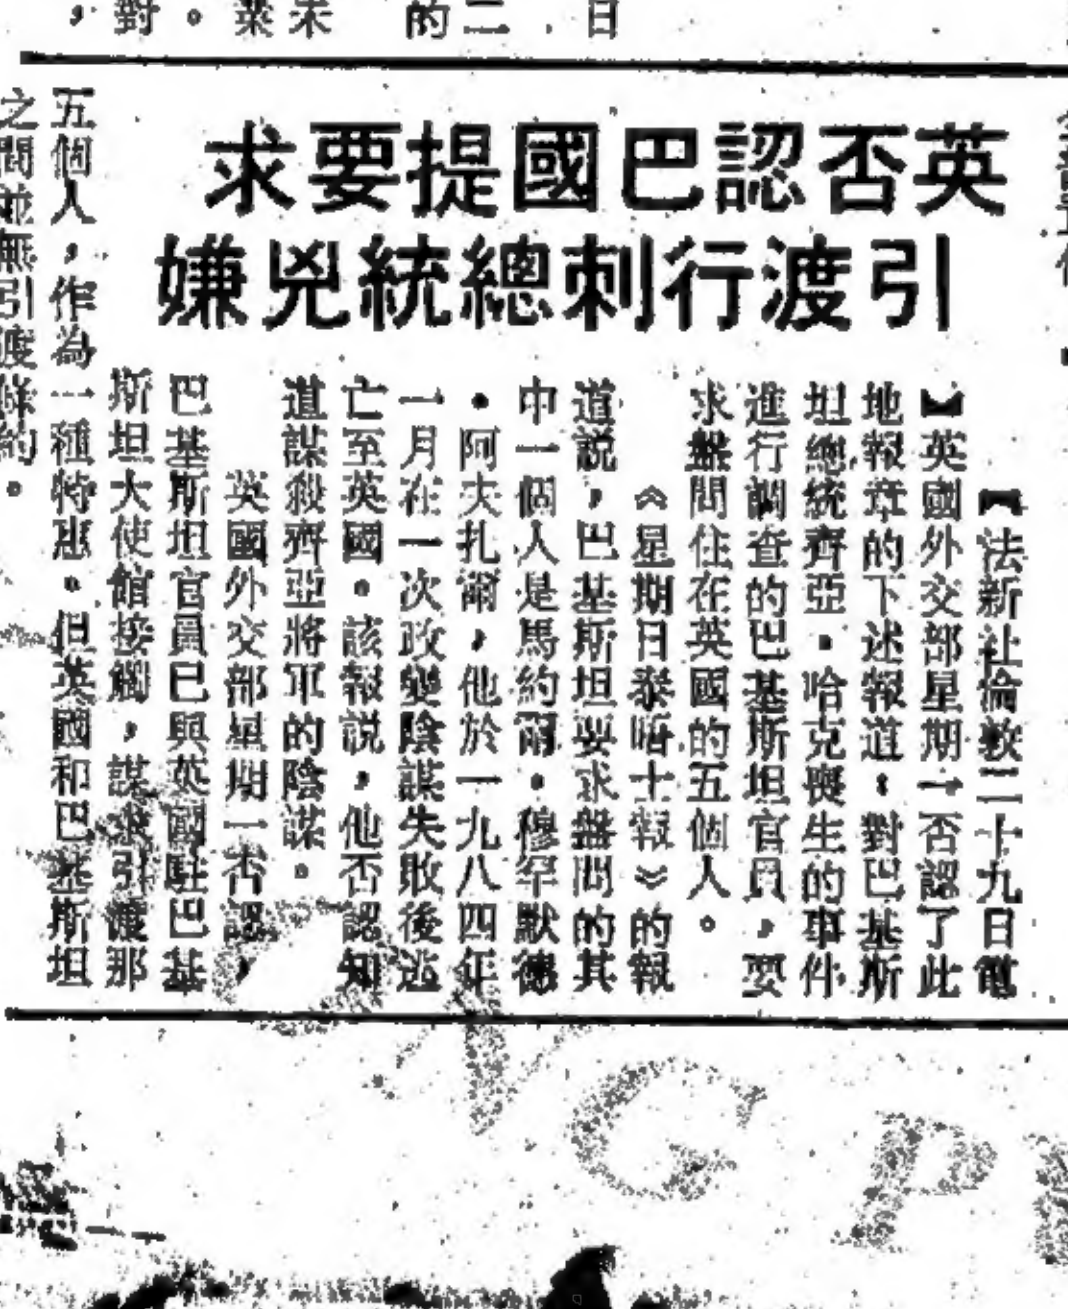 英否認巴國提要求
引渡行刺總統兇嫌
【法新社倫敦二十九日電
】英國外交部星期一否認了此
地報章的下述報道：對巴基斯
坦總統齊亞・哈克喪生的事件
進行調查的巴基斯坦官員，要
求盤問住在英國的五個人。
《星期日泰晤士報》的報
道説，巴基斯坦要求盤問的其
中一個人是馬約爾・穆罕默德
・阿夫扎爾，他於一九八四年
一月在一次政變陰謀失敗後逃
亡至英國。該報説，他否認知
道謀殺齊亞將軍的陰謀。
英國外交部星期一否認，
巴基斯坦官員巳與英國駐巴基
斯坦大使館接觸，謀求引渡那
五個人，作為一種特惠。但英國和巴基斯坦
之間並無引渡條約。
，對。菜未
的二
日